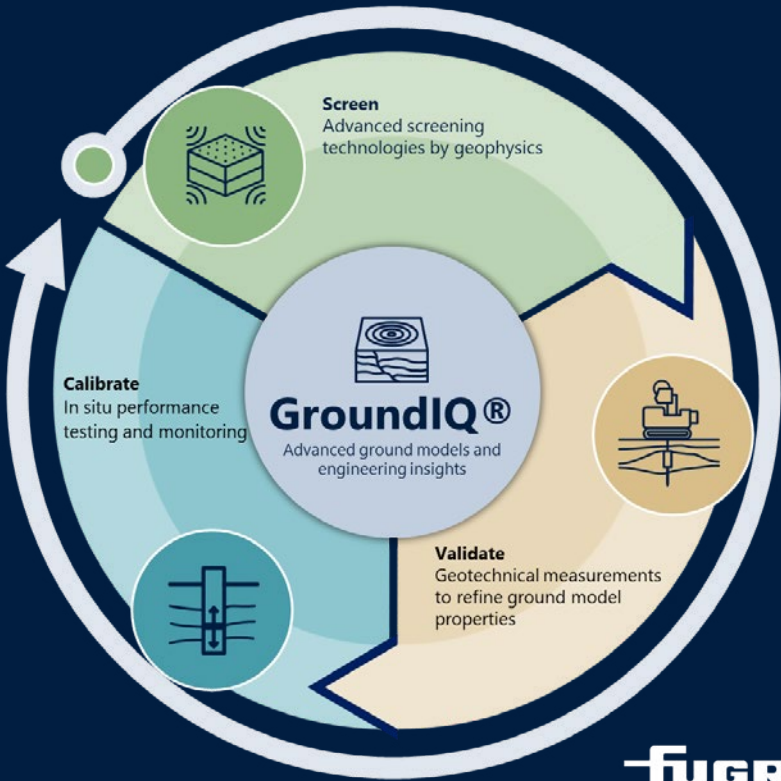 Screen
Advanced screening
technologies by geophysics
Calibrate
In situ performance
testing and monitoring
GroundIQ®
Advanced ground models and
engineering insights
Validate
Geotechnical measurements
to refine ground model
properties